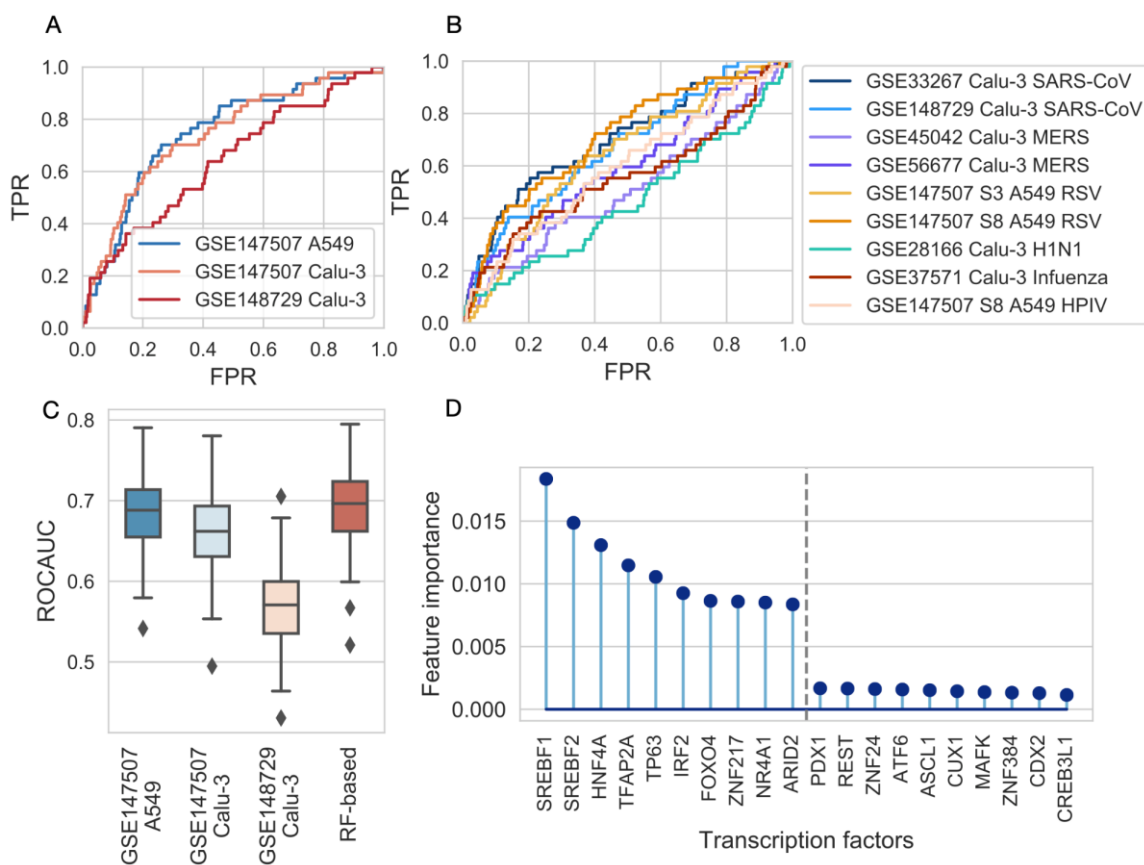 A
TPR
1.0
0.8
0.6
0.4
0.2
0.0
0.0 0.2 0.4 0.6 0.8 1.0
FPR
GSE147507 A549
GSE147507 Calu-3
GSE148729 Calu-3
B
TPR
1.0
0.8
0.6
0.4
0.2
0.0
0.0 0.2 0.4 0.6 0.8 1.0
FPR
GSE33267 Calu-3 SARS-CoV
GSE148729 Calu-3 SARS-CoV
GSE45042 Calu-3 MERS
GSE56677 Calu-3 MERS
GSE147507 S3 A549 RSV
GSE147507 S8 A549 RSV
GSE28166 Calu-3 H1N1
GSE37571 Calu-3 Infuenza
GSE147507 S8 A549 HPIV
C
ROCAUC
0.8
0.7
0.6
0.5
GSE147507
A549
GSE147507
Calu-3
GSE148729
Calu-3
RF-based
D
Feature importance
0.015
0.010
0.005
0.000
SREBF1
SREBF2
HNF4A
TFAP2A
TP63
IRF2
FOXO4
ZNF217
NR4A1
ARID2
PDX1
REST
ZNF24
ATF6
ASCL1
CUX1
MAFK
ZNF384
CDX2
CREB3L1
Transcription factors